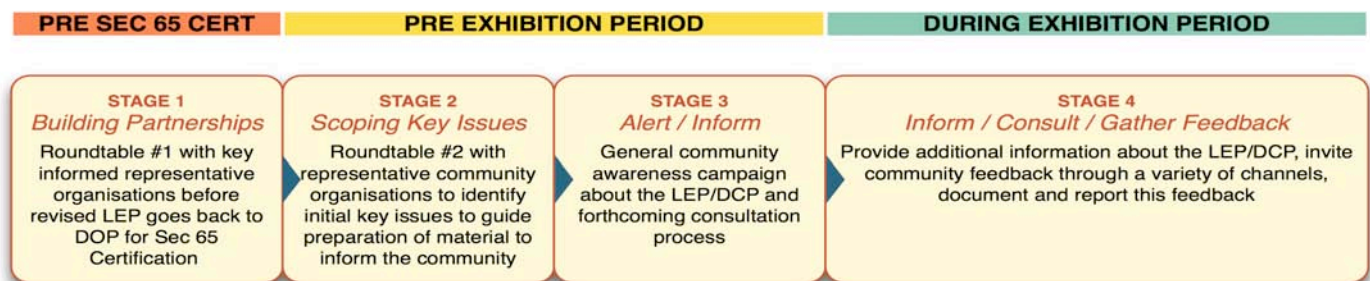 PRE SEC 65 CERT
PRE EXHIBITION PERIOD
DURING EXHIBITION PERIOD
STAGE 1
Building Partnerships
Roundtable #1 with key
informed representative
organisations before
revised LEP goes back to
DOP for Sec 65
Certification
STAGE 2
Scoping Key Issues
Roundtable #2 with
representative community
organisations to identify
initial key issues to guide
preparation of material to
inform the community
STAGE 3
Alert / Inform
General community
awareness campaign
about the LEP/DCP and
forthcoming consultation
process
STAGE 4
Inform / Consult / Gather Feedback
Provide additional information about the LEP/DCP, invite
community feedback through a variety of channels,
document and report this feedback